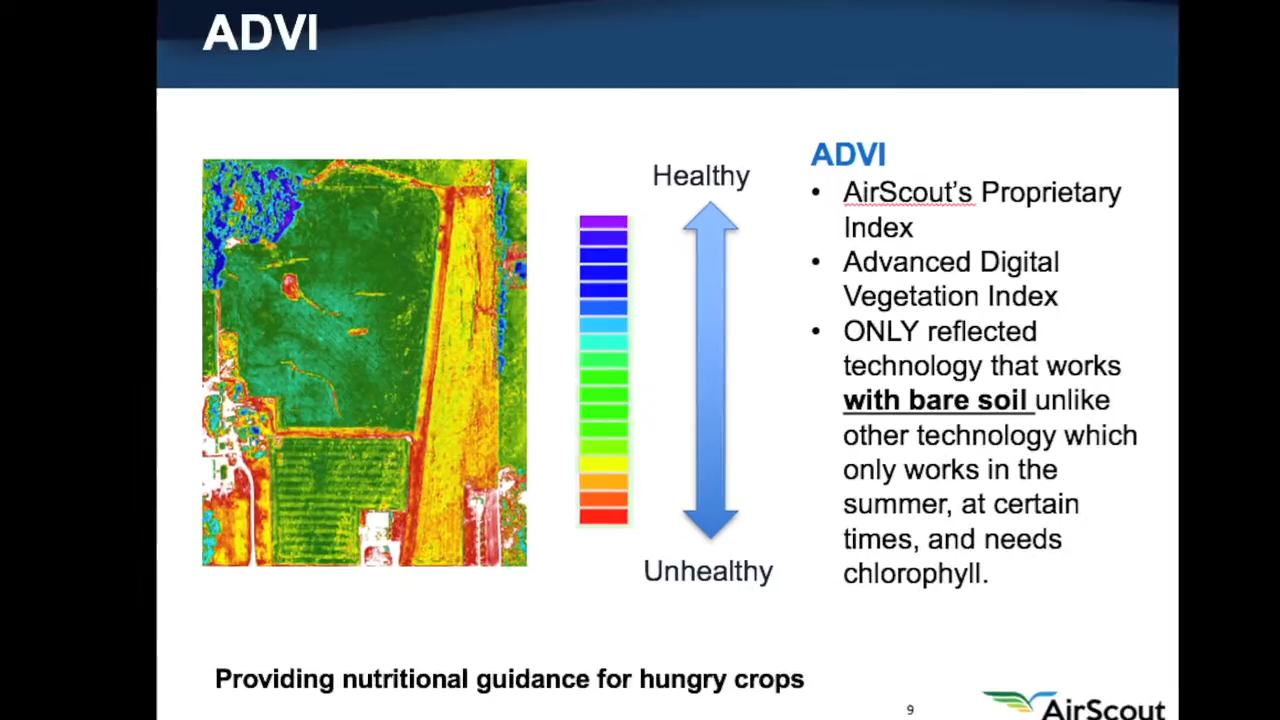 ADVI
Healthy
Unhealthy
ADVI
• AirScout's Proprietary
Index
• Advanced Digital
Vegetation Index
• ONLY reflected
technology that works
with bare soil unlike
other technology which
only works in the
summer, at certain
times, and needs
chlorophyll.
Providing nutritional guidance for hungry crops
9
AirScout